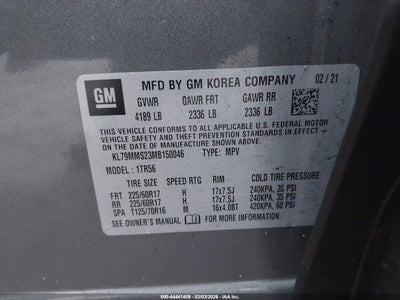 MFD BY GM KOREA COMPANY 02/21
GM
GVWR GAWR FRT GAWR RR
4189 LB 2336 LB 2336 LB
THIS VEHICLE CONFORMS TO ALL APPLICABLE U.S. FEDERAL MOTOR
VEHICLE SAFETY, BUMPER, AND THEFT PREVENTION STANDARDS IN
EFFECT ON THE DATE OF MANUFACTURE SHOWN ABOVE.
KL79MMS23MB150046 TYPE: MPV
MODEL: 1TR56
TIRE SIZE SPEED RTG RIM COLD TIRE PRESSURE
FRT 225/60R17 H 17x7.5J 240KPA, 35 PSI
RR 225/60R17 H 17x7.5J 240KPA, 35 PSI
SPA T125/70R16 M 16x4.0BT 420KPA, 60 PSI
SEE OWNER'S MANUAL FOR MORE INFORMATION.
000-44441409 - 03/03/2026 - IAA Branch